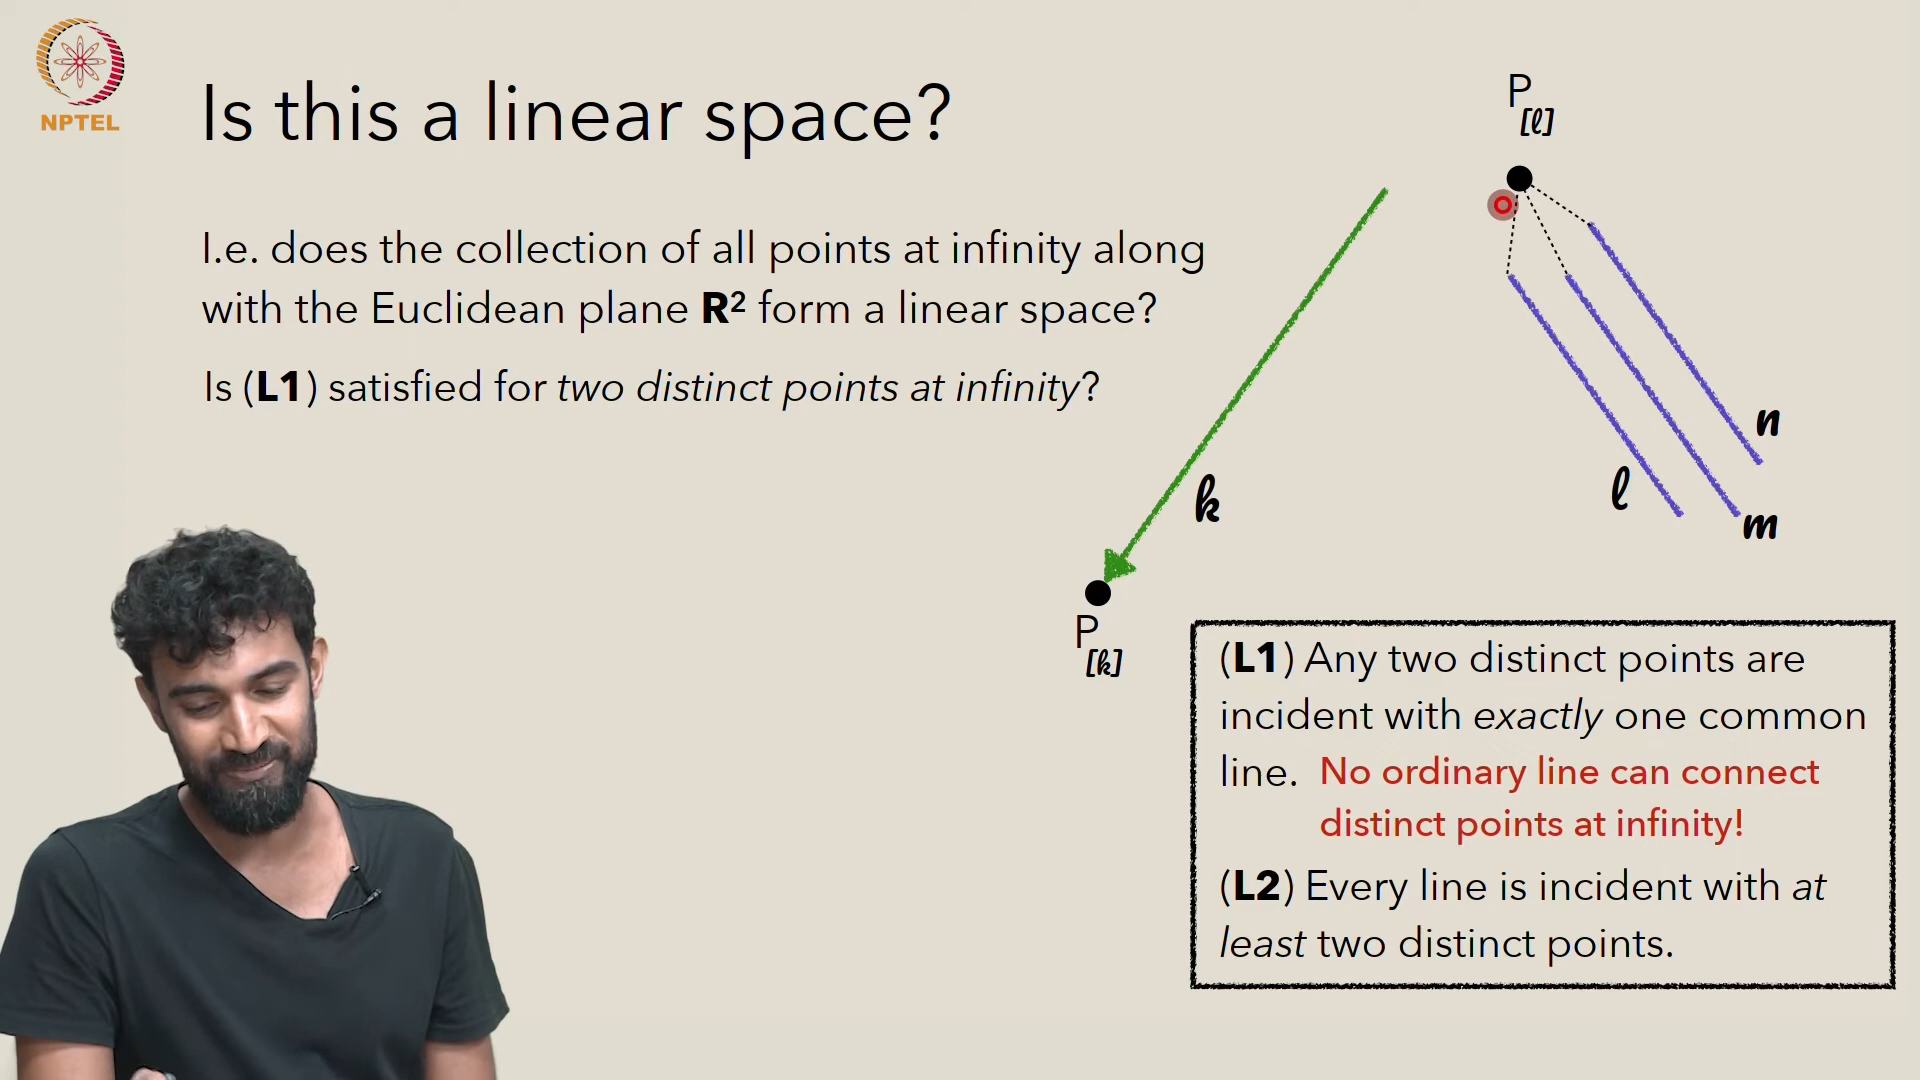 NPTEL
Is this a linear space?
I.e. does the collection of all points at infinity along
with the Euclidean plane R² form a linear space?
Is (L1) satisfied for two distinct points at infinity?
P
[ℓ]
n
ℓ
m
k
P
[k]
(L1) Any two distinct points are
incident with exactly one common
line. No ordinary line can connect
distinct points at infinity!
(L2) Every line is incident with at
least two distinct points.